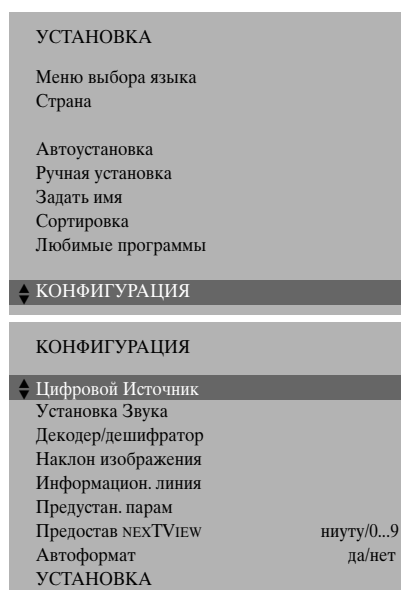 УСТАНОВКА
Меню выбора языка
Страна
Автоустановка
Ручная установка
Задать имя
Сортировка
Любимые программы
КОНФИГУРАЦИЯ
КОНФИГУРАЦИЯ
Цифровой Источник
Установка Звука
Декодер/дешифратор
Наклон изображения
Информацион. линия
Предустан. парам
Предостав NEXTVIEW ниуту/0...9
Автоформат да/нет
УСТАНОВКА